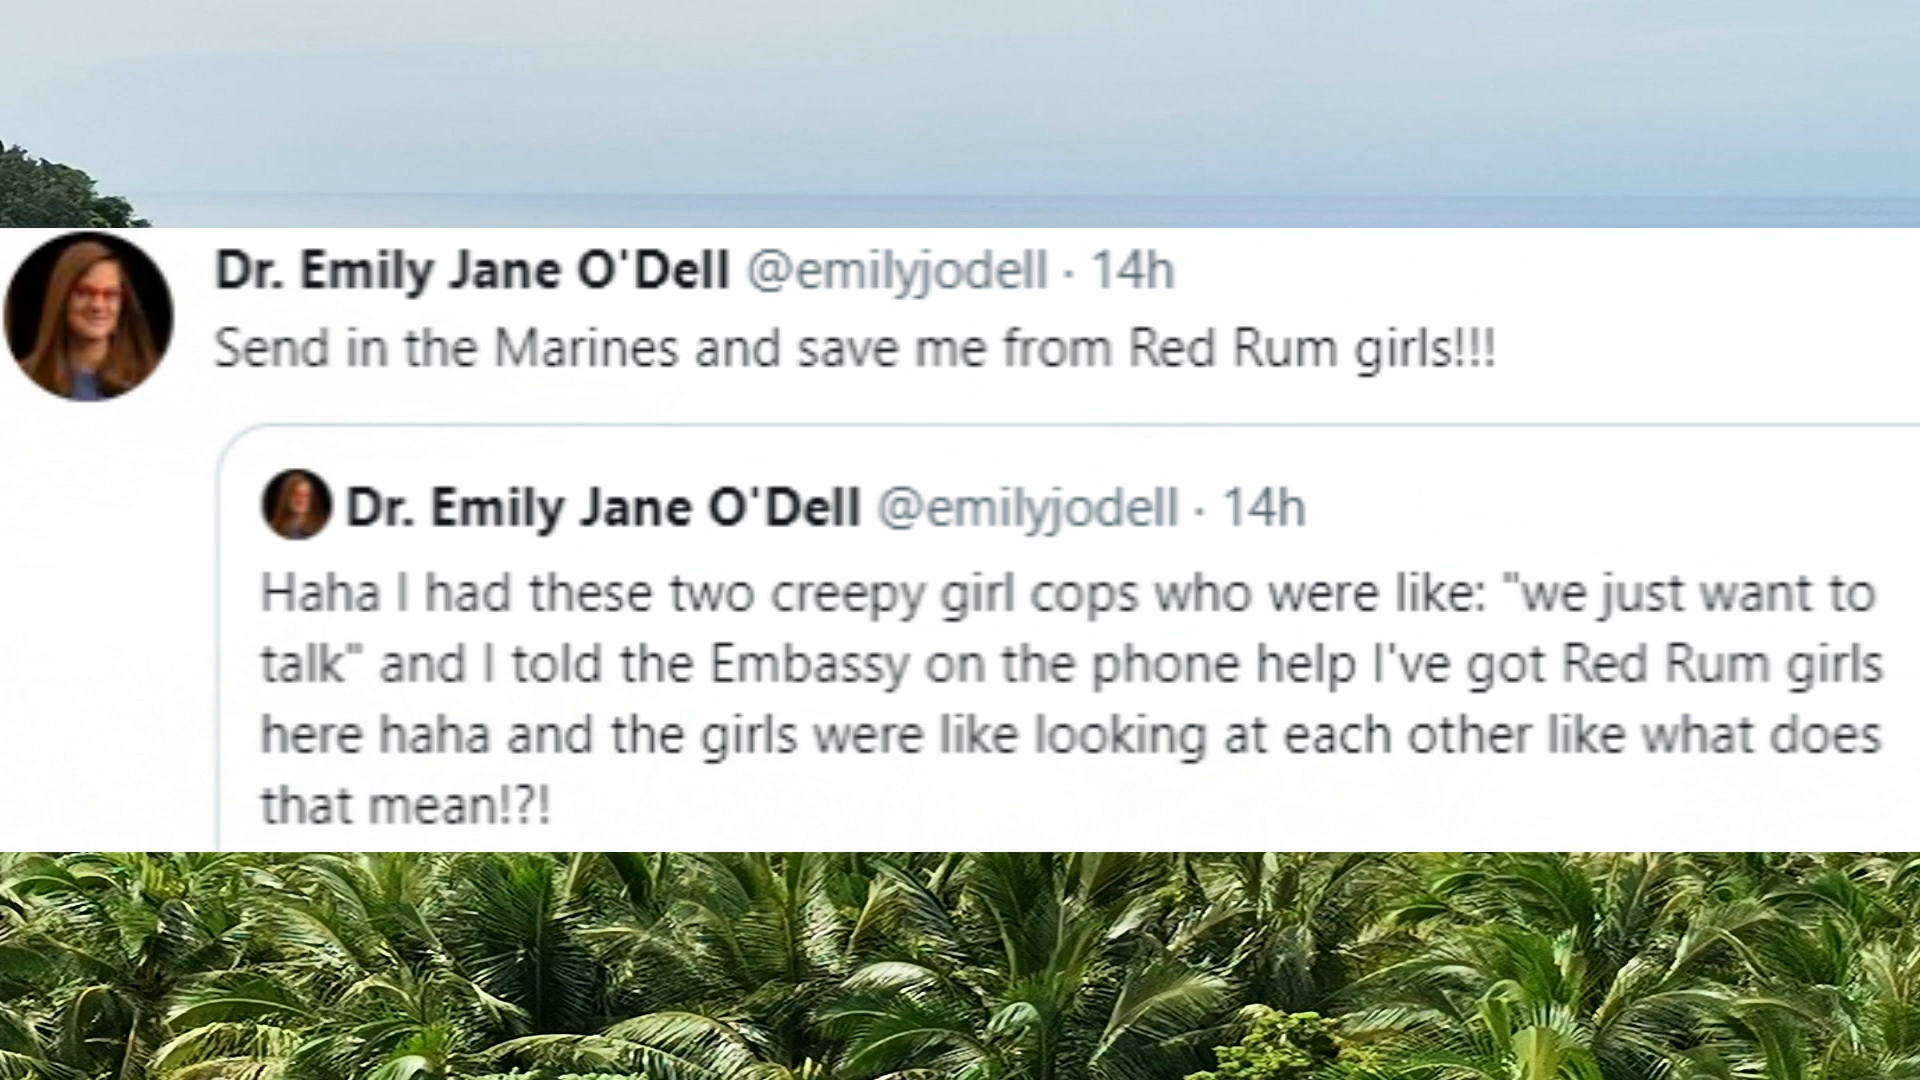 Dr. Emily Jane O'Dell @emilyjodell · 14h
Send in the Marines and save me from Red Rum girls!!!
Dr. Emily Jane O'Dell @emilyjodell · 14h
Haha I had these two creepy girl cops who were like: "we just want to
talk" and I told the Embassy on the phone help I've got Red Rum girls
here haha and the girls were like looking at each other like what does
that mean!?!